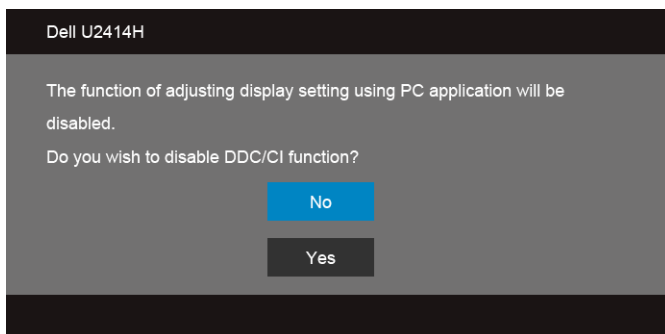 Dell U2414H
The function of adjusting display setting using PC application will be
disabled.
Do you wish to disable DDC/CI function?
No
Yes